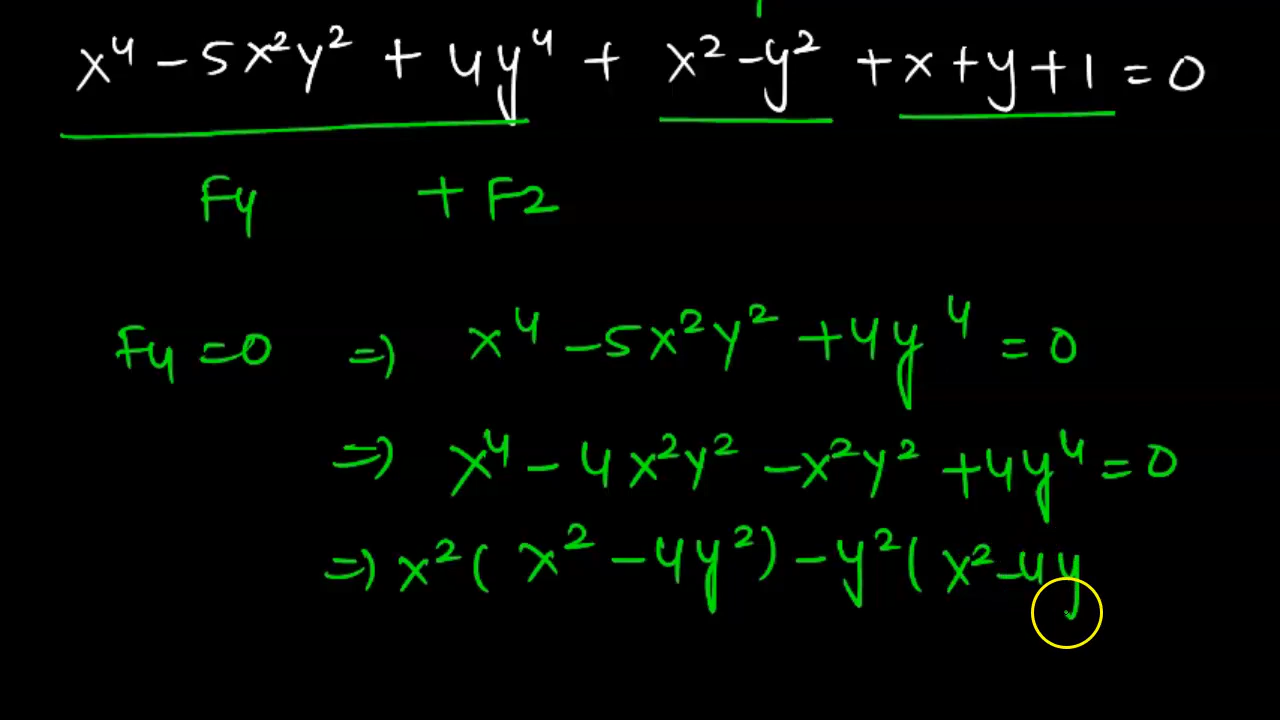 x⁴ - 5x²y² + 4y⁴ + x² - y² + x + y + 1 = 0
F4 + F2
F4 = 0 ⇒ x⁴ - 5x²y² + 4y⁴ = 0
⇒ x⁴ - 4x²y² - x²y² + 4y⁴ = 0
⇒ x²( x² - 4y²) - y²( x² - 4y